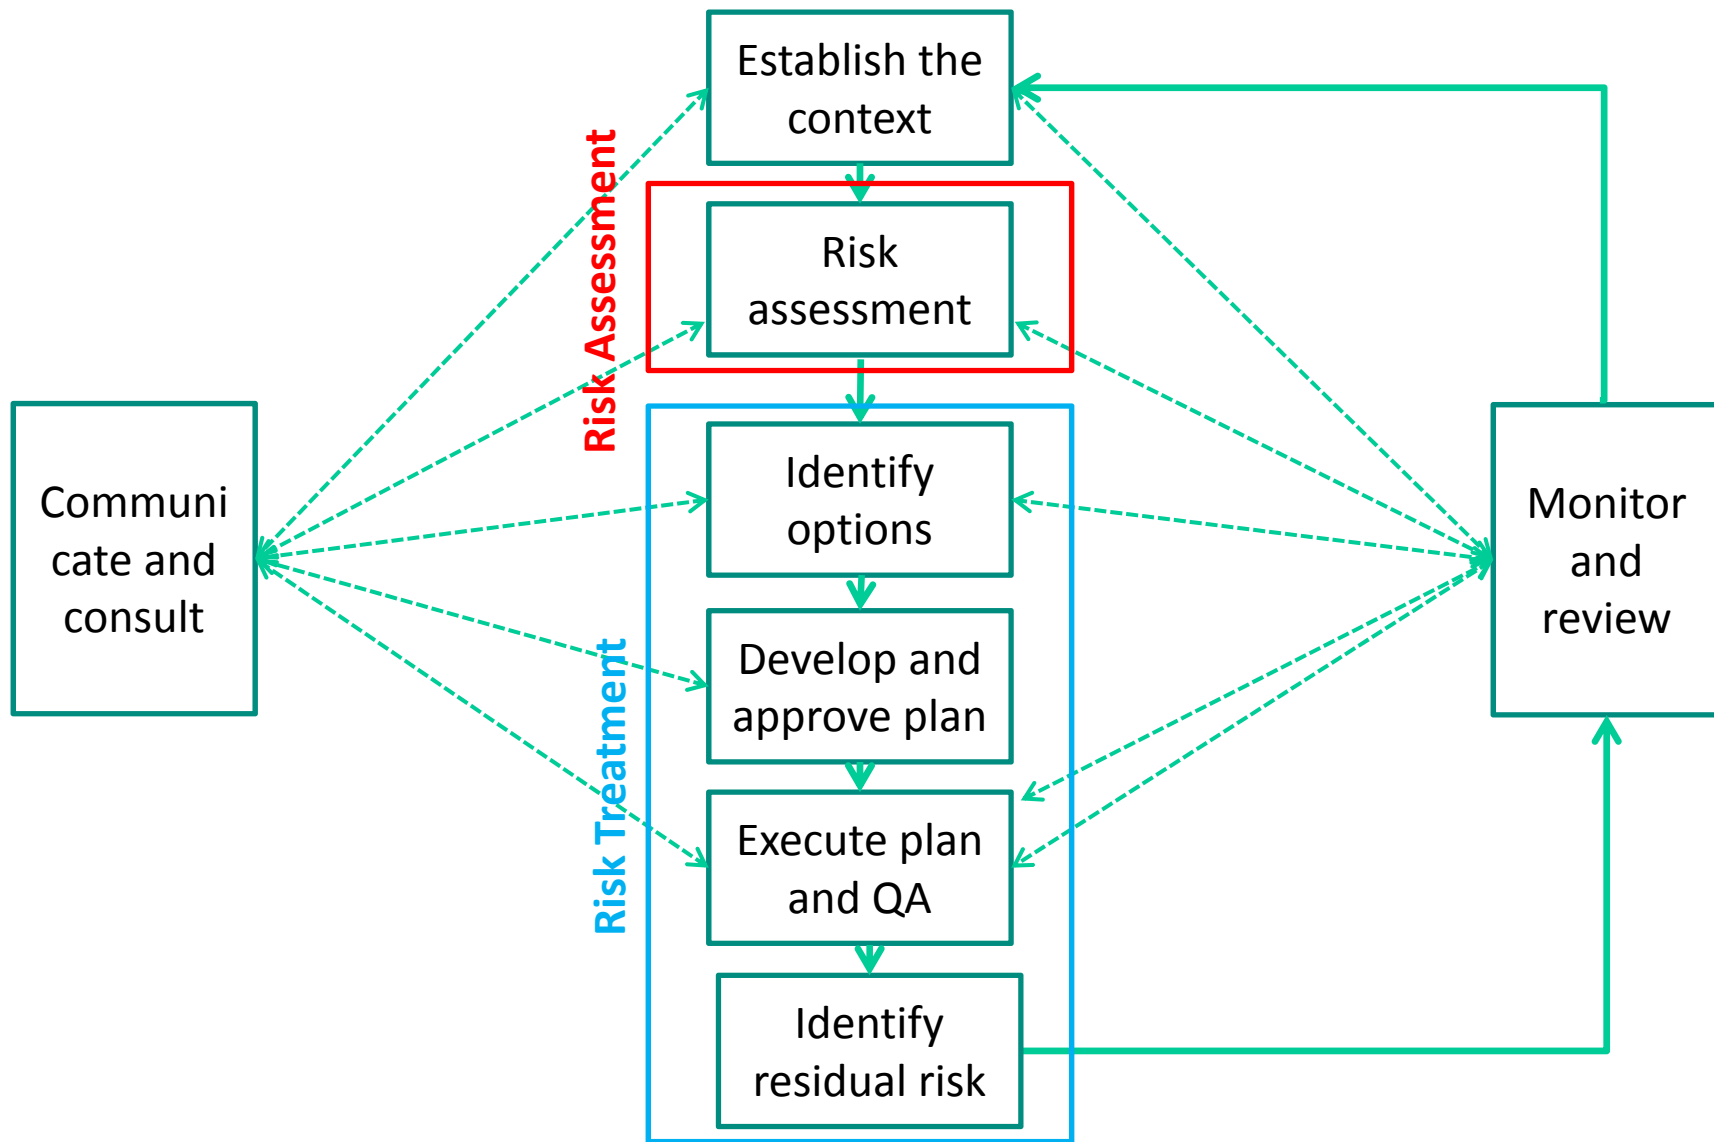 Establish the
context
Risk Assessment
Risk
assessment
Communi
cate and
consult
Identify
options
Monitor
and
review
Risk Treatment
Develop and
approve plan
Execute plan
and QA
Identify
residual risk